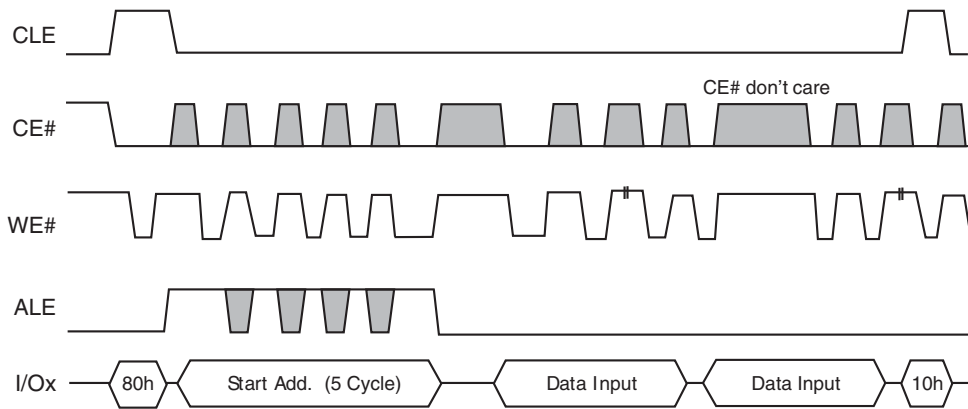 CLE
CE# don't care
CE#
WE#
ALE
I/Ox
80h
Start Add. (5 Cycle)
Data Input
Data Input
10h